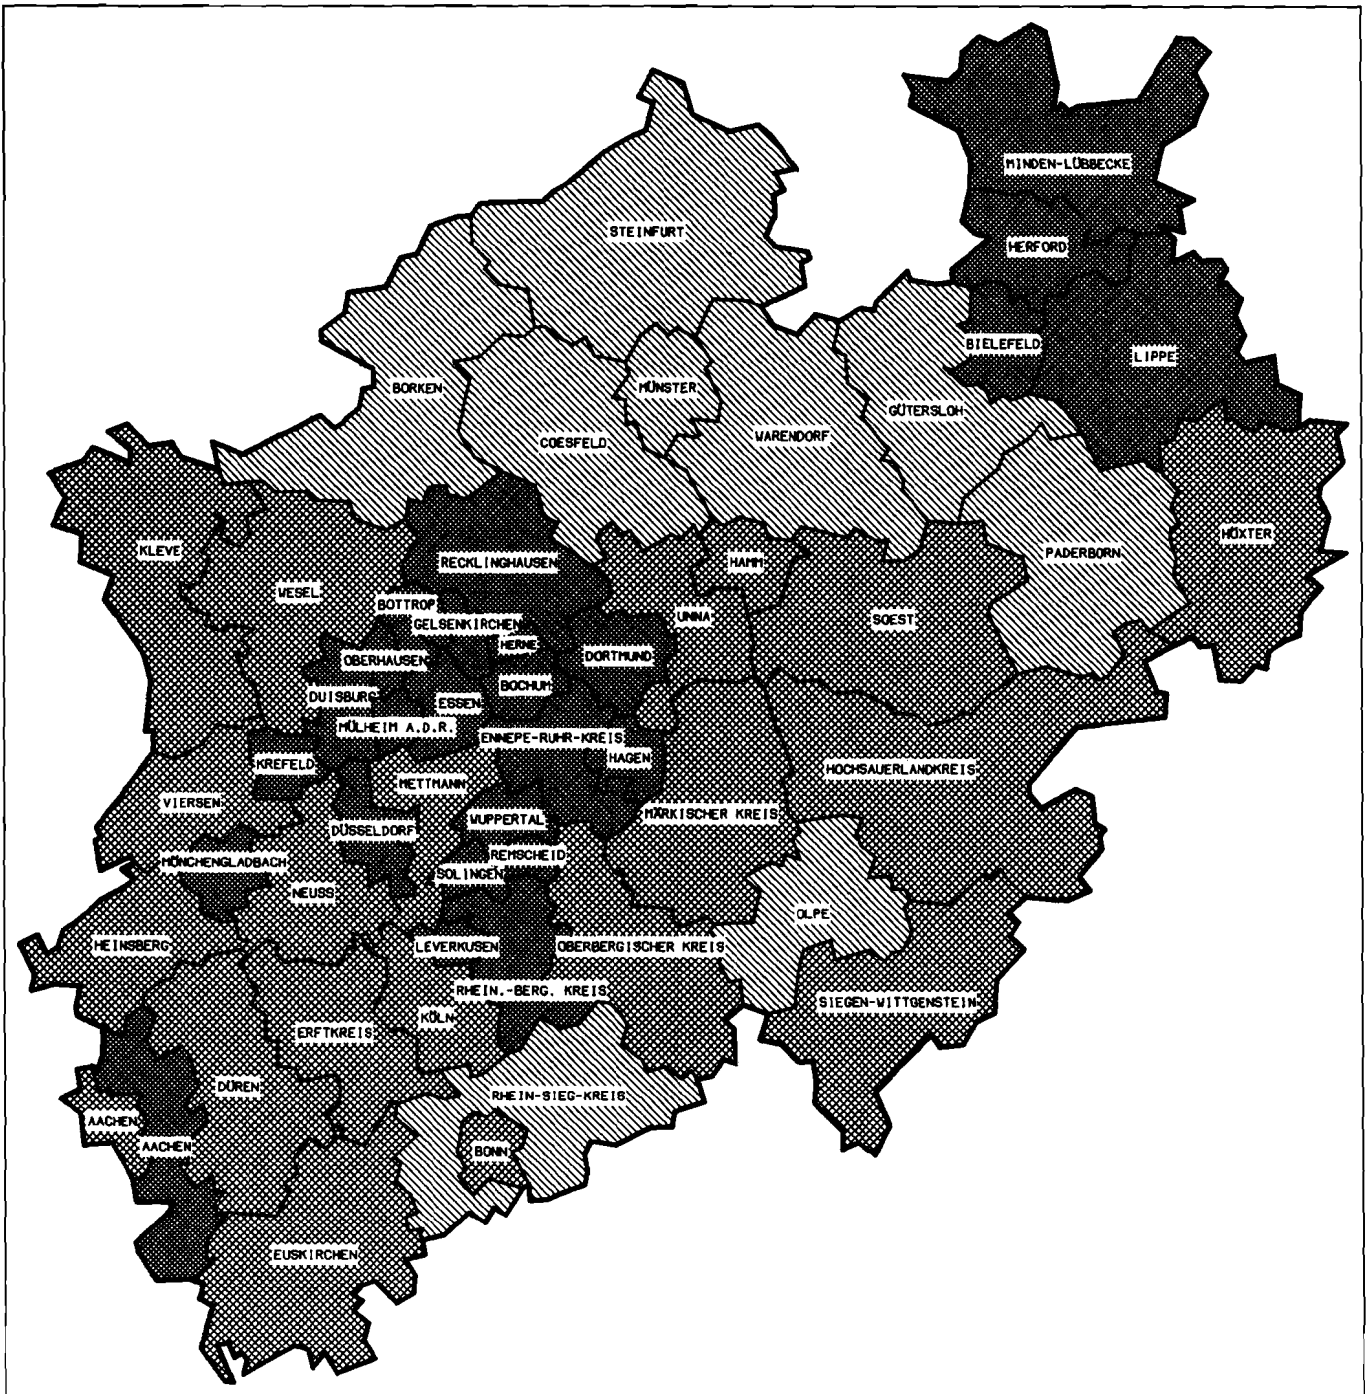 MINDEN-LÜBBECKE
STEINFURT
HERFORD
BIELEFELD
LIPPE
BORKEN
MÜNSTER
GÜTERSLOH
COESFELD
WARENDORF
HÖXTER
KLEVE
PADERBORN
RECKLINGHAUSEN
HAMM
WESEL
BOTTROP
UNNA
SOEST
GELSENKIRCHEN
HERNE
OBERHAUSEN
DORTMUND
BOCHUM
DUISBURG
ESSEN
MÜLHEIM A.D.R.
ENNEPE-RUHR-KREIS
HAGEN
KREFELD
HOCHSAUERLANDKREIS
METTMANN
VIERSEN
MÄRKISCHER KREIS
WUPPERTAL
DÜSSELDORF
REMSCHEID
MÖNCHENGLADBACH
SOLINGEN
NEUSS
OLPE
HEINSBERG
LEVERKUSEN
OBERBERGISCHER KREIS
RHEIN.-BERG. KREIS
SIEGEN-WITTGENSTEIN
KÖLN
ERFTKREIS
DÜREN
RHEIN-SIEG-KREIS
AACHEN
AACHEN
BONN
EUSKIRCHEN